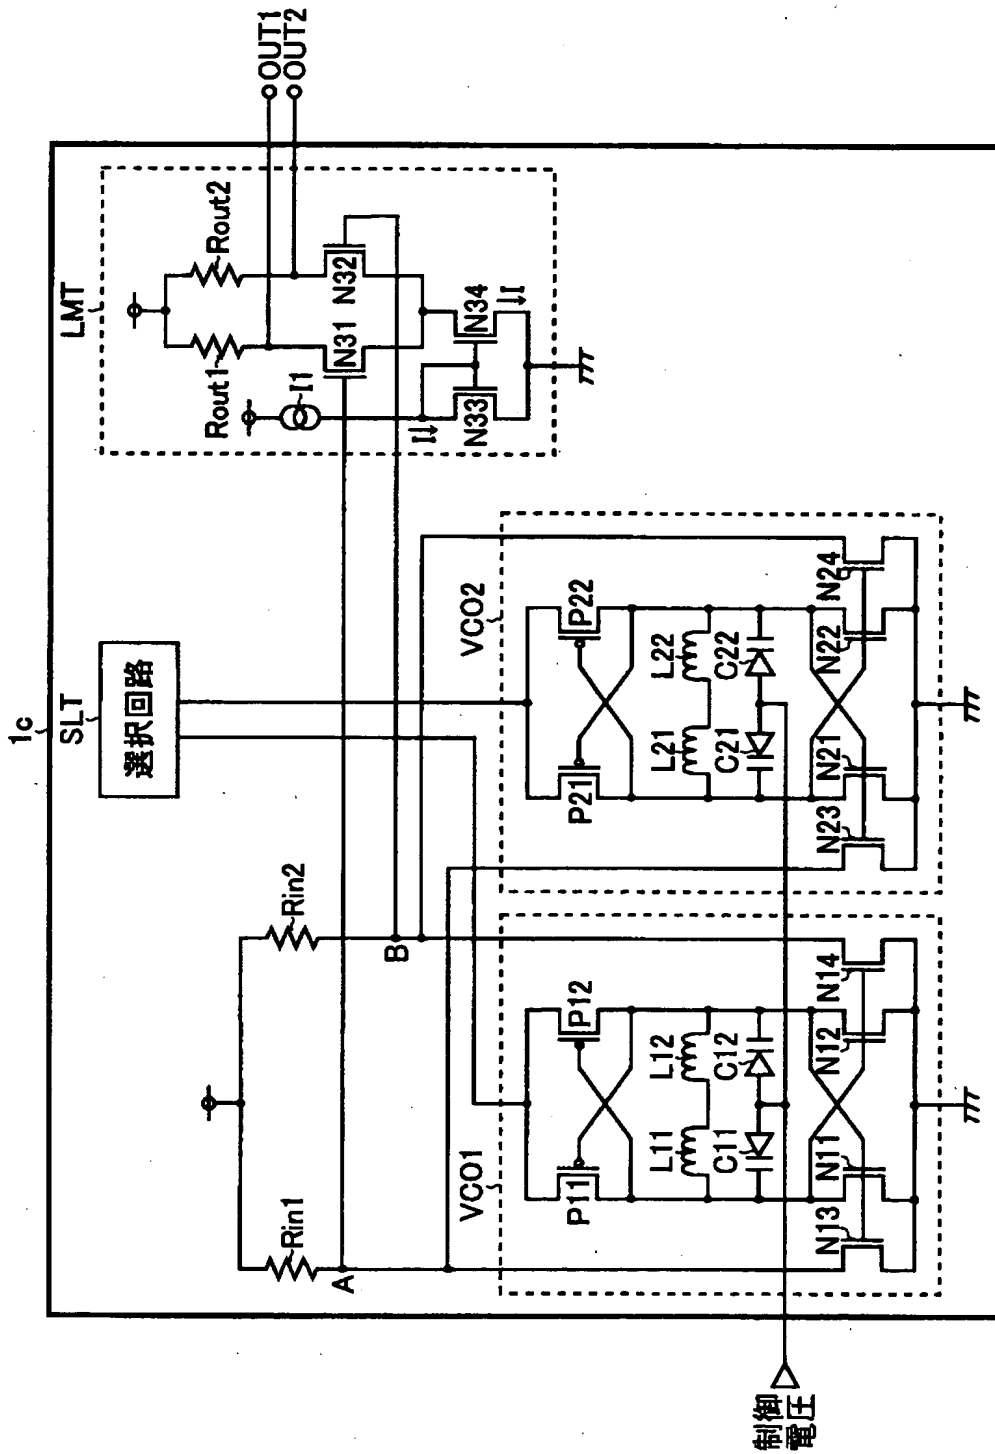 1c
SLT
選択回路
LMT
Rout1
Rout2
I1
I
N31
N32
N33
N34
I
OUT1
OUT2
Rin1
Rin2
A
B
VCO1
P11
P12
L11
L12
C11
C12
N13
N11
N12
N14
VCO2
P21
P22
L21
L22
C21
C22
N23
N21
N22
N24
制御
電圧